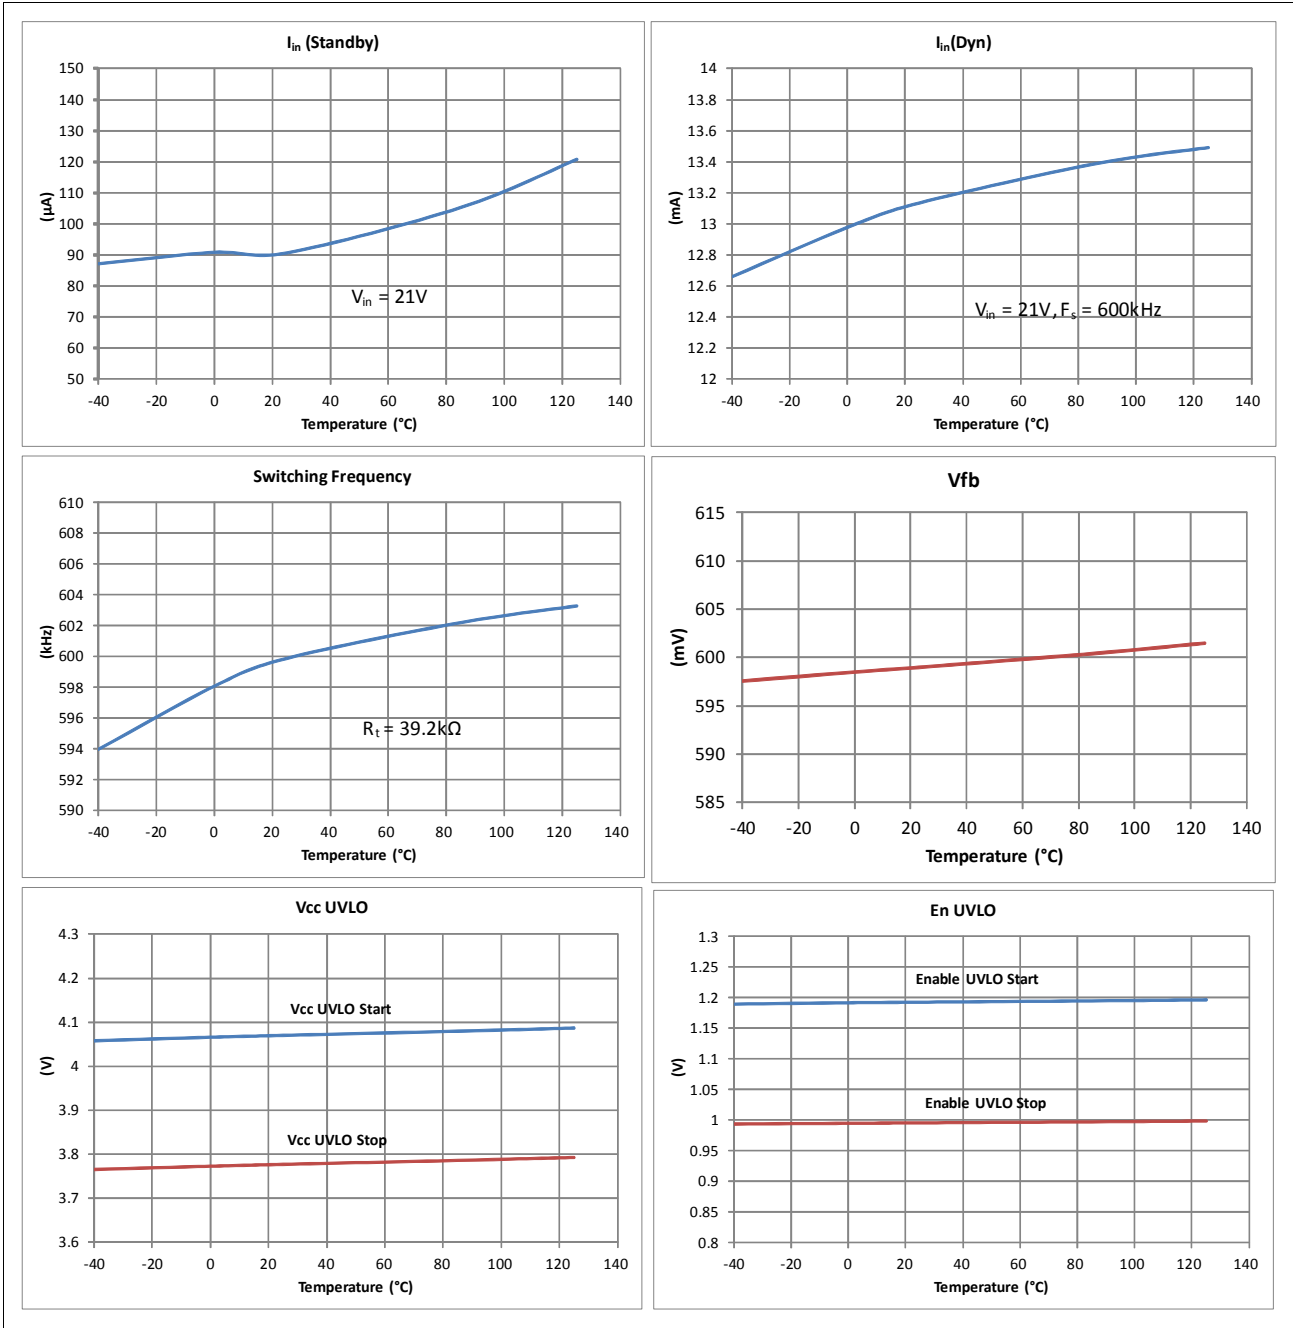 I_in (Standby)
150
140
130
120
110
100
90
80
70
60
50
(µA)
V_in = 21V
-40 -20 0 20 40 60 80 100 120 140
Temperature (°C)
I_in(Dyn)
14
13.8
13.6
13.4
13.2
13
12.8
12.6
12.4
12.2
12
(mA)
V_in = 21V, F_s = 600kHz
-40 -20 0 20 40 60 80 100 120 140
Temperature (°C)
Switching Frequency
610
608
606
604
602
600
598
596
594
592
590
(kHz)
R_t = 39.2kΩ
-40 -20 0 20 40 60 80 100 120 140
Temperature (°C)
Vfb
615
610
605
600
595
590
585
(mV)
-40 -20 0 20 40 60 80 100 120 140
Temperature (°C)
Vcc UVLO
4.3
4.2
4.1
4
3.9
3.8
3.7
3.6
(V)
Vcc UVLO Start
Vcc UVLO Stop
-40 -20 0 20 40 60 80 100 120 140
Temperature (°C)
En UVLO
1.3
1.25
1.2
1.15
1.1
1.05
1
0.95
0.9
0.85
0.8
(V)
Enable UVLO Start
Enable UVLO Stop
-40 -20 0 20 40 60 80 100 120 140
Temperature (°C)